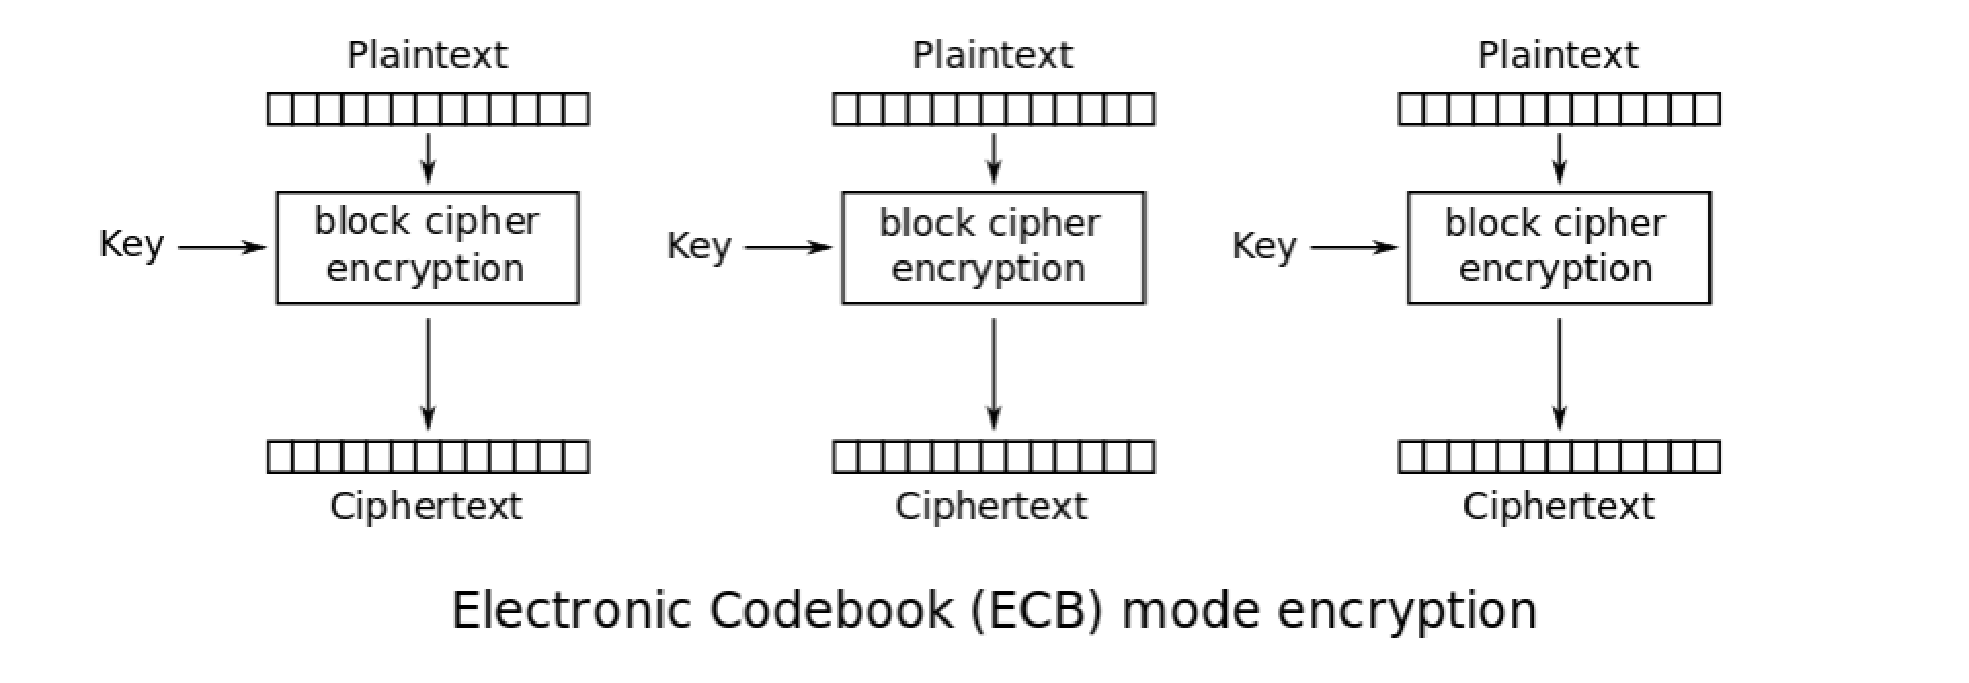 Plaintext
Plaintext
Plaintext
Key
block cipher
encryption
Key
block cipher
encryption
Key
block cipher
encryption
Ciphertext
Ciphertext
Ciphertext
Electronic Codebook (ECB) mode encryption